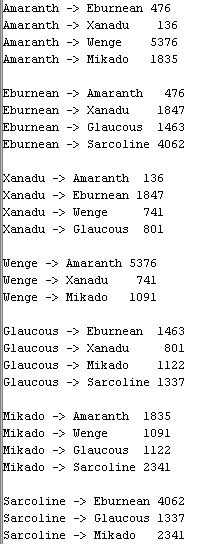 Amaranth -> Eburnean 476
Amaranth -> Xanadu 136
Amaranth -> Wenge 5376
Amaranth -> Mikado 1835
Eburnean -> Amaranth 476
Eburnean -> Xanadu 1847
Eburnean -> Glaucous 1463
Eburnean -> Sarcoline 4062
Xanadu -> Amaranth 136
Xanadu -> Eburnean 1847
Xanadu -> Wenge 741
Xanadu -> Glaucous 801
Wenge -> Amaranth 5376
Wenge -> Xanadu 741
Wenge -> Mikado 1091
Glaucous -> Eburnean 1463
Glaucous -> Xanadu 801
Glaucous -> Mikado 1122
Glaucous -> Sarcoline 1337
Mikado -> Amaranth 1835
Mikado -> Wenge 1091
Mikado -> Glaucous 1122
Mikado -> Sarcoline 2341
Sarcoline -> Eburnean 4062
Sarcoline -> Glaucous 1337
Sarcoline -> Mikado 2341